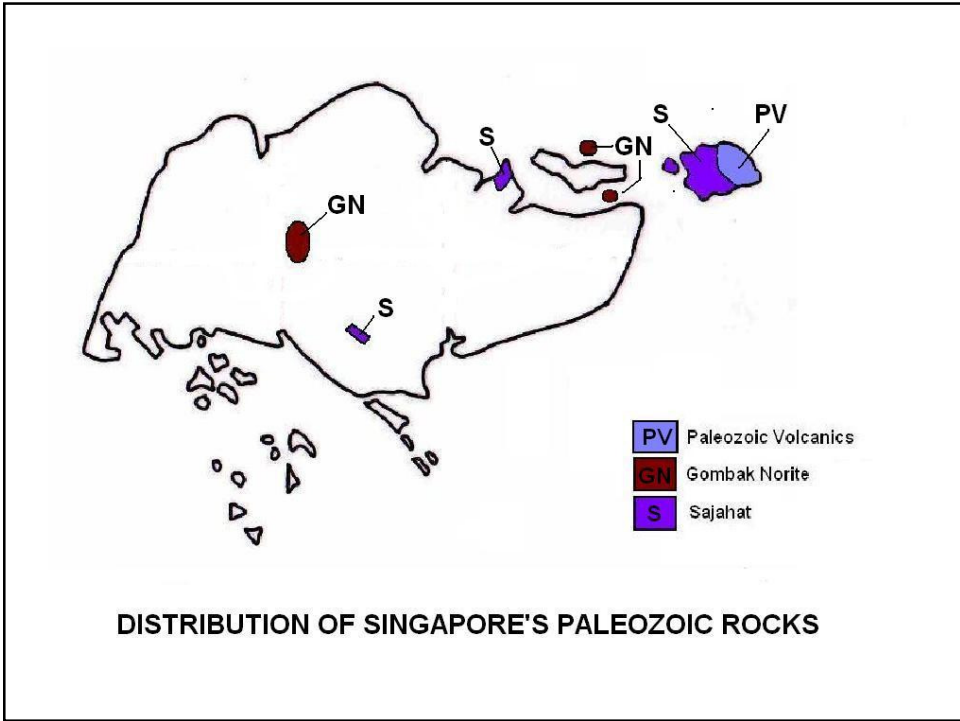 S
PV
S
GN
GN
S
PV Paleozoic Volcanics
GN Gombak Norite
S Sajahat
DISTRIBUTION OF SINGAPORE'S PALEOZOIC ROCKS